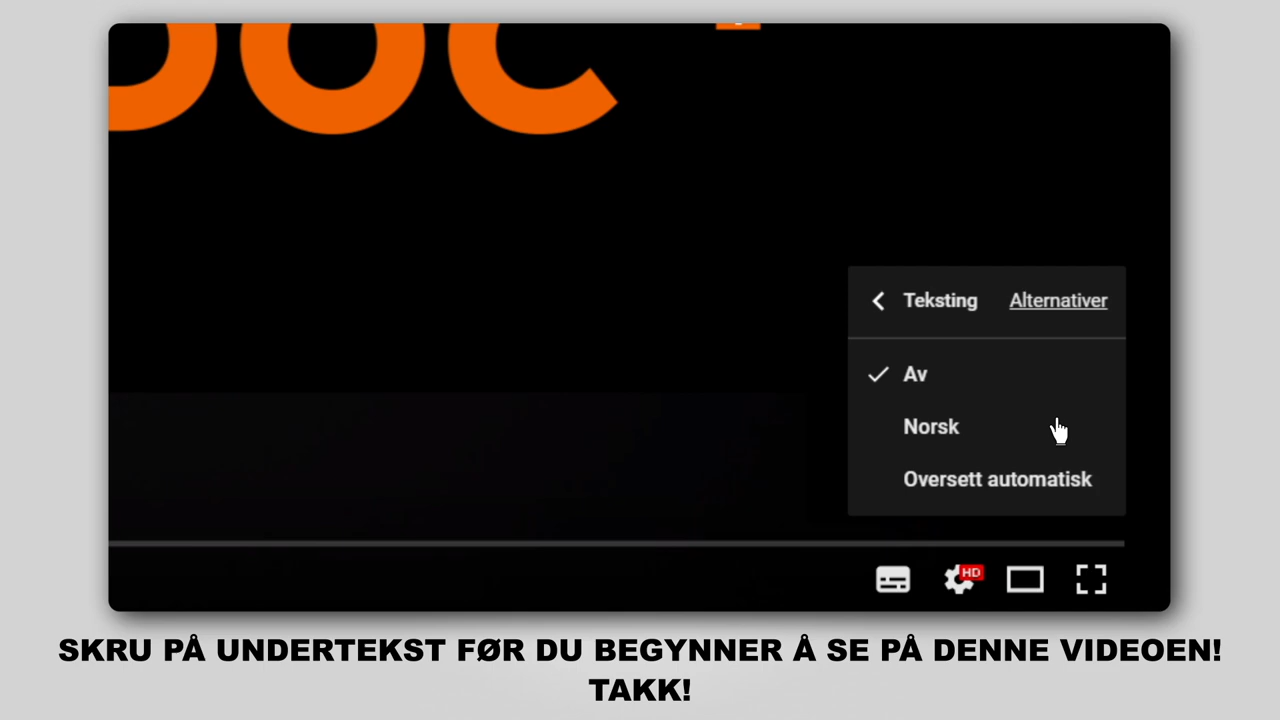 Teksting Alternativer
Av
Norsk
Oversett automatisk
HD
SKRU PÅ UNDERTEKST FØR DU BEGYNNER Å SE PÅ DENNE VIDEOEN!
TAKK!